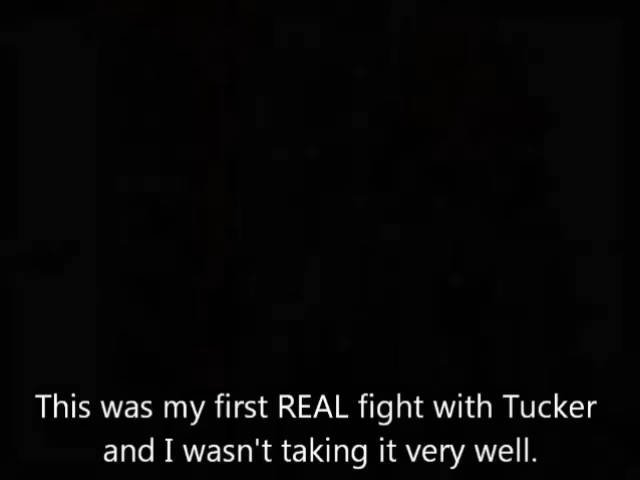 This was my first REAL fight with Tucker
and I wasn't taking it very well.